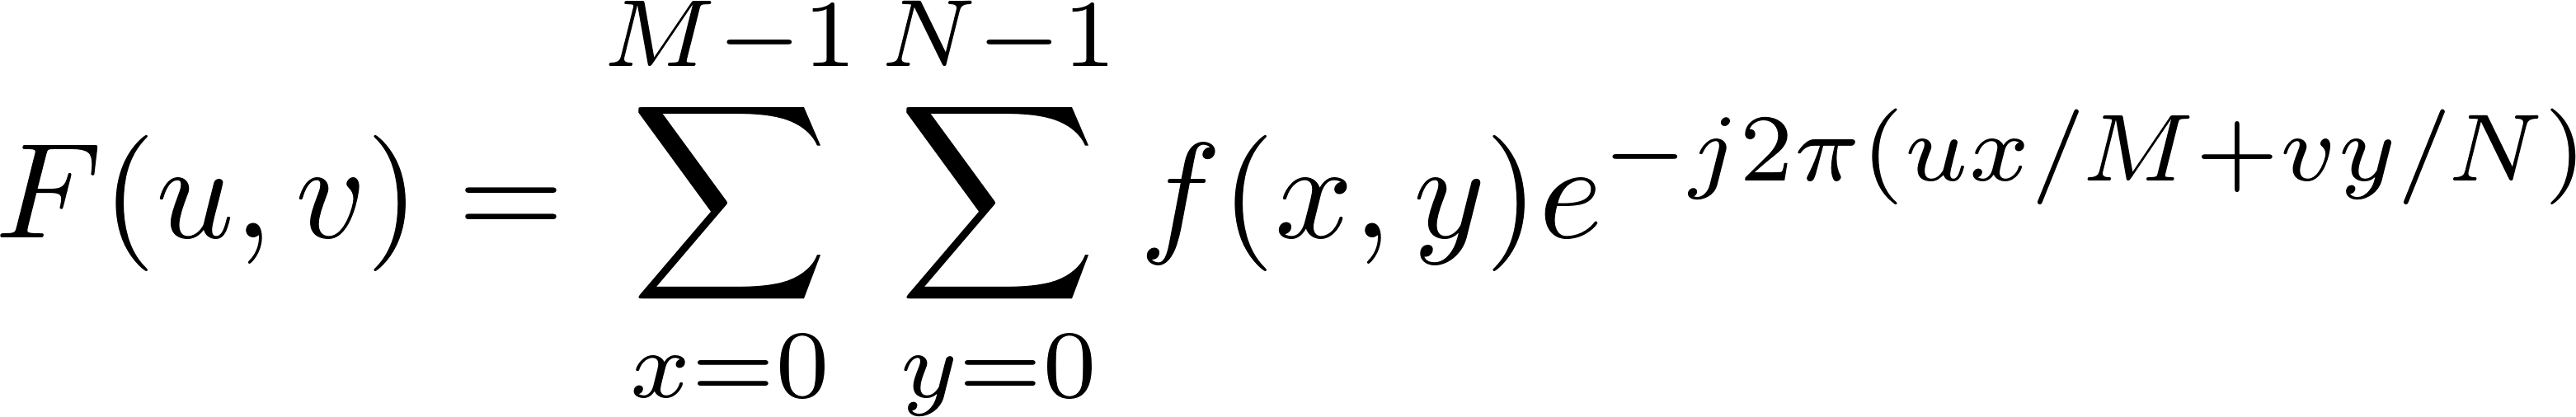 F(u, v) = \sum_{x=0}^{M-1} \sum_{y=0}^{N-1} f(x, y) e^{-j2\pi(ux/M+vy/N)}